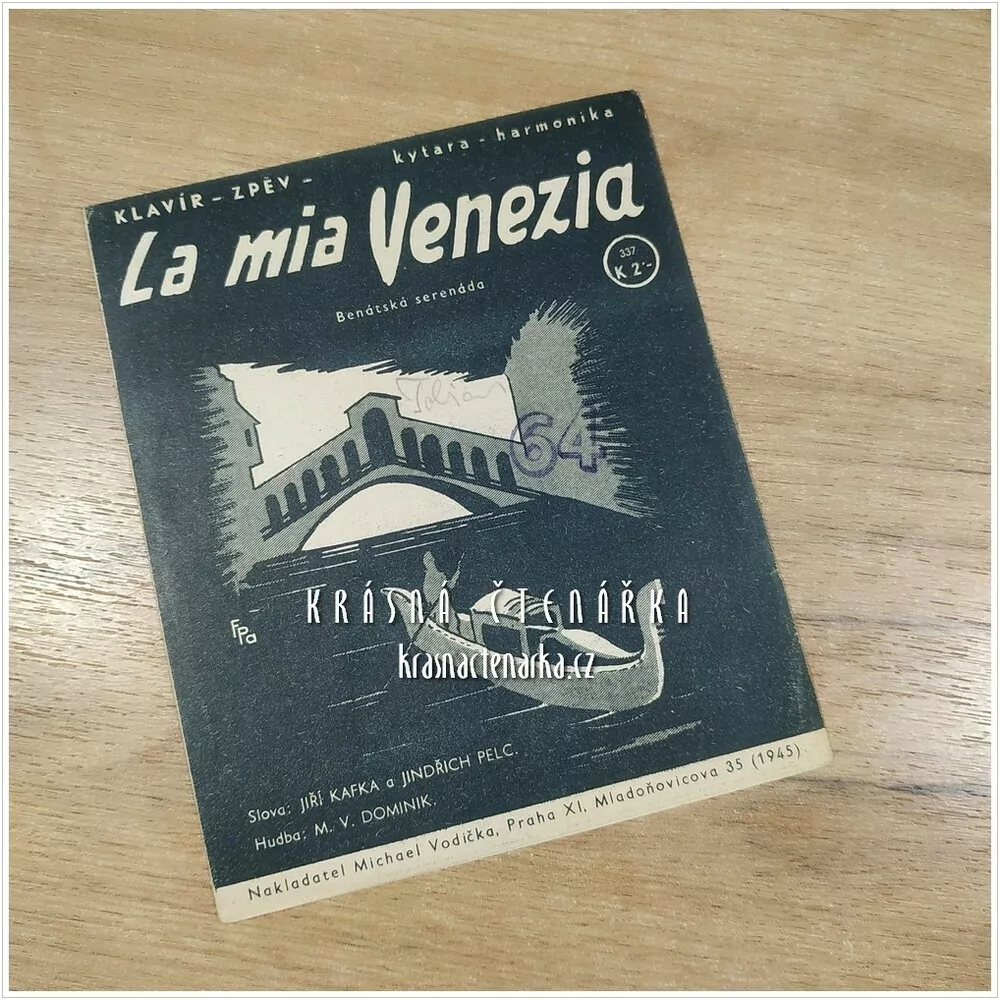 KLAVÍR - ZPĚV - kytara - harmonika
La mia Venezia
337
K 2·-
Benátská serenáda
64
KRÁSNÁ ČTENÁŘKA
krasnactenarka.cz
FPa
Slova: JIŘÍ KAFKA a JINDŘICH PELC.
Hudba: M. V. DOMINIK.
Nakladatel Michael Vodička, Praha XI, Mladoňovicova 35 (1945)